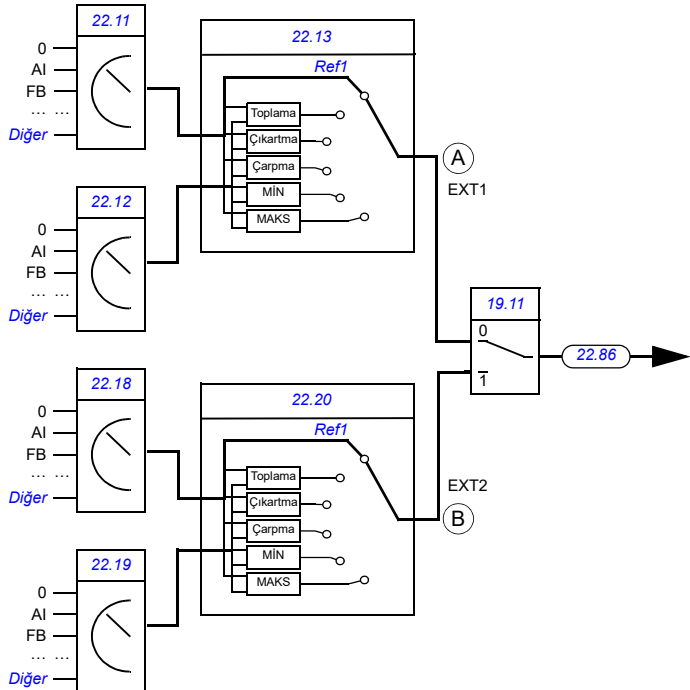 22.11
0
AI
FB
... ...
Diğer
22.12
0
AI
FB
... ...
Diğer
22.13
Ref1
Toplama
Çıkartma
Çarpma
MİN
MAKS
A
EXT1
19.11
0
1
22.86
22.18
0
AI
FB
... ...
Diğer
22.19
0
AI
FB
... ...
Diğer
22.20
Ref1
Toplama
Çıkartma
Çarpma
MİN
MAKS
EXT2
B